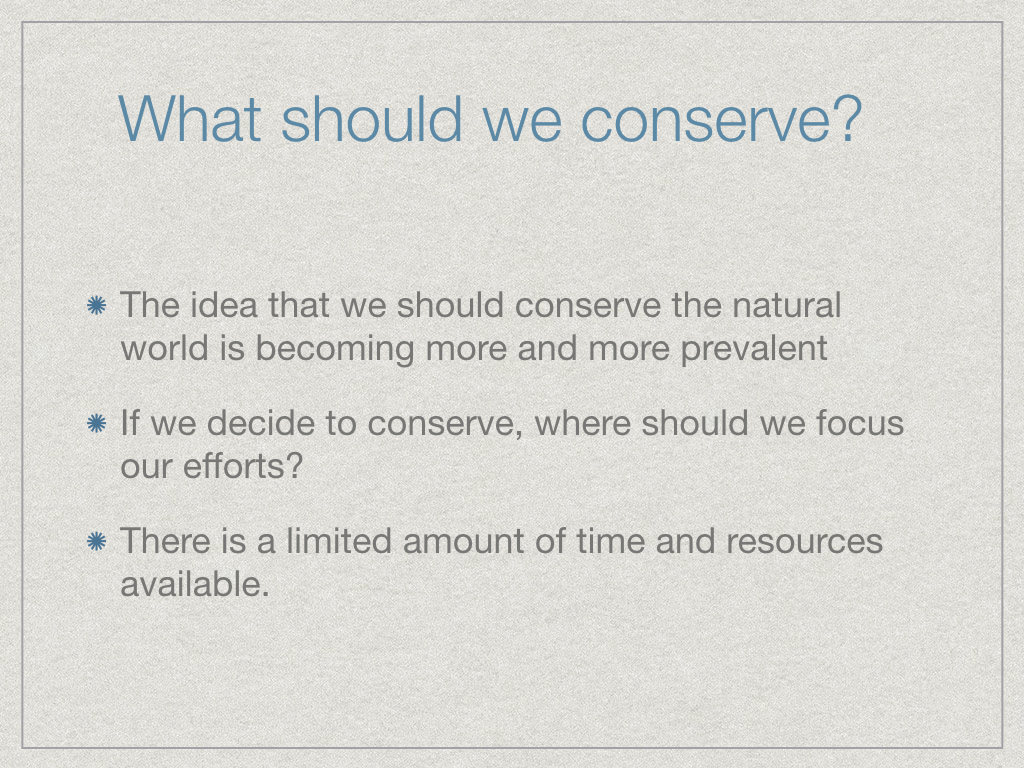 What should we conserve?
The idea that we should conserve the natural
world is becoming more and more prevalent
If we decide to conserve, where should we focus
our efforts?
There is a limited amount of time and resources
available.